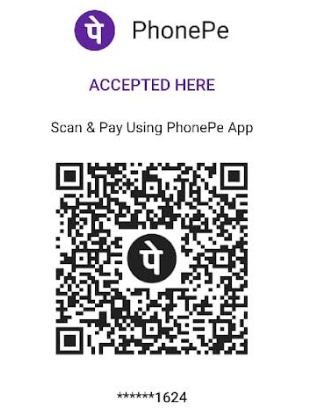 पे PhonePe
ACCEPTED HERE
Scan & Pay Using PhonePe App
पे
******1624